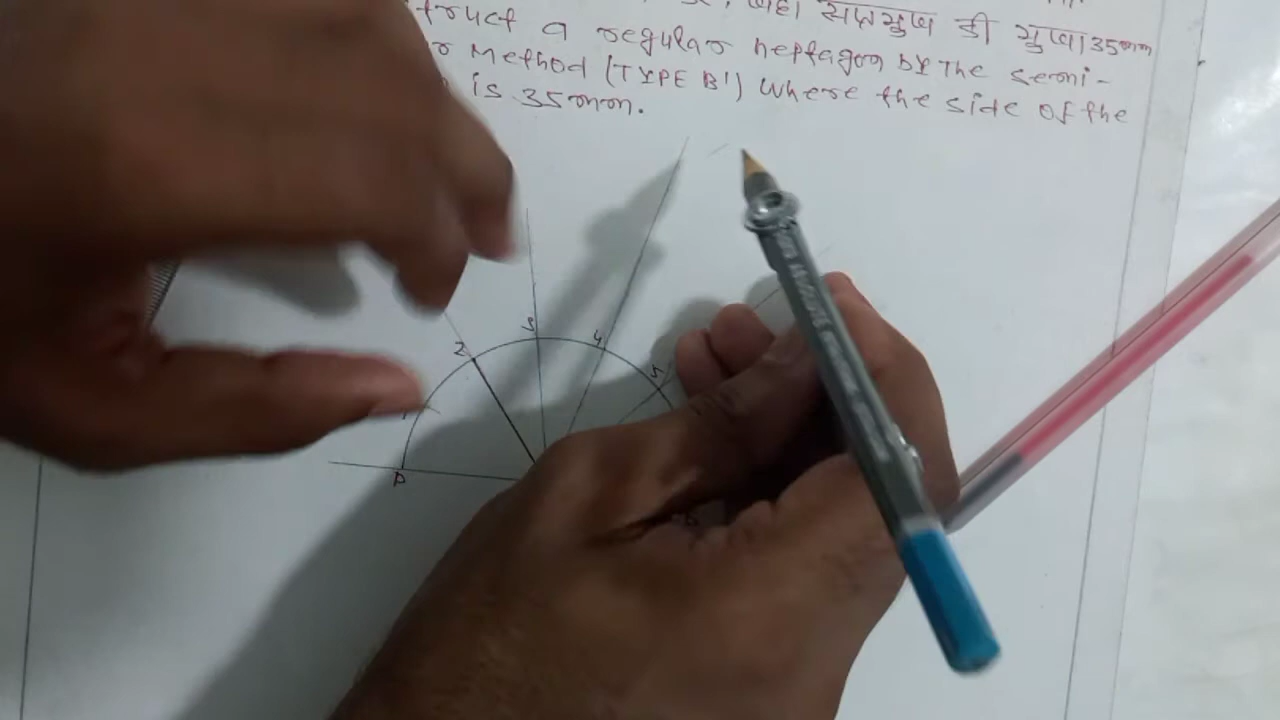 सप्तभुज की भुजा 35mm
truct a regular heptagon by the semi-
r Method (TYPE B') where the side of the
is 35mm.
3
4
2
5
1
P